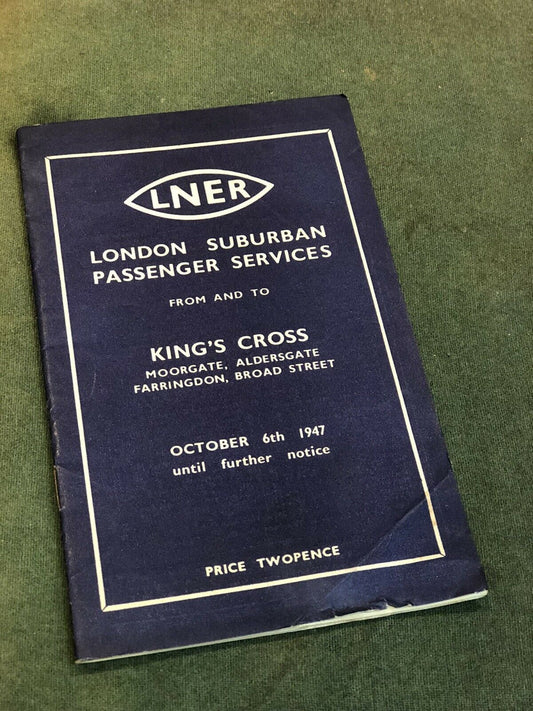 LNER
LONDON SUBURBAN
PASSENGER SERVICES
FROM AND TO
KING'S CROSS
MOORGATE, ALDERSGATE
FARRINGDON, BROAD STREET
OCTOBER 6th 1947
until further notice
PRICE TWOPENCE